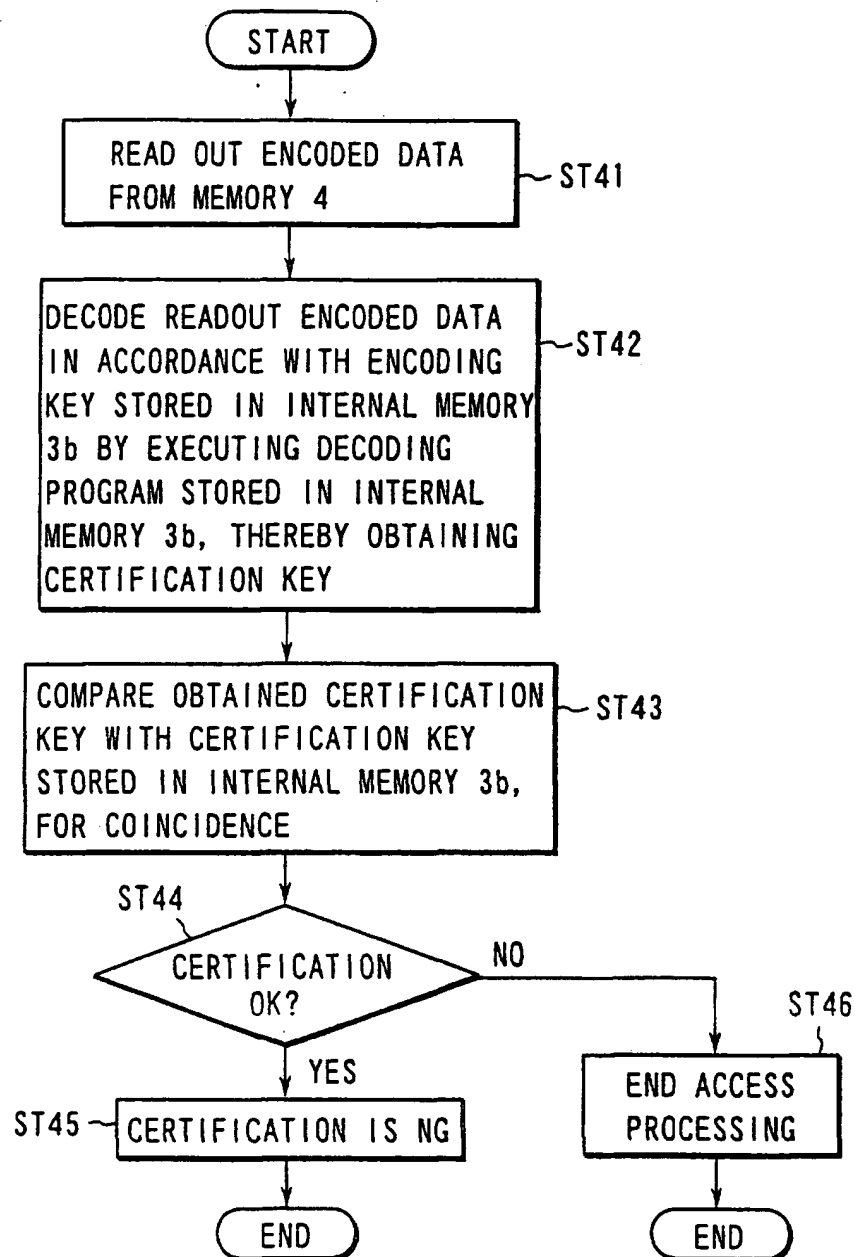 START
READ OUT ENCODED DATA
FROM MEMORY 4
ST41
DECODE READOUT ENCODED DATA
IN ACCORDANCE WITH ENCODING
KEY STORED IN INTERNAL MEMORY
3b BY EXECUTING DECODING
PROGRAM STORED IN INTERNAL
MEMORY 3b, THEREBY OBTAINING
CERTIFICATION KEY
ST42
COMPARE OBTAINED CERTIFICATION
KEY WITH CERTIFICATION KEY
STORED IN INTERNAL MEMORY 3b,
FOR COINCIDENCE
ST43
ST44
CERTIFICATION
OK?
NO
YES
ST45
CERTIFICATION IS NG
END
ST46
END ACCESS
PROCESSING
END